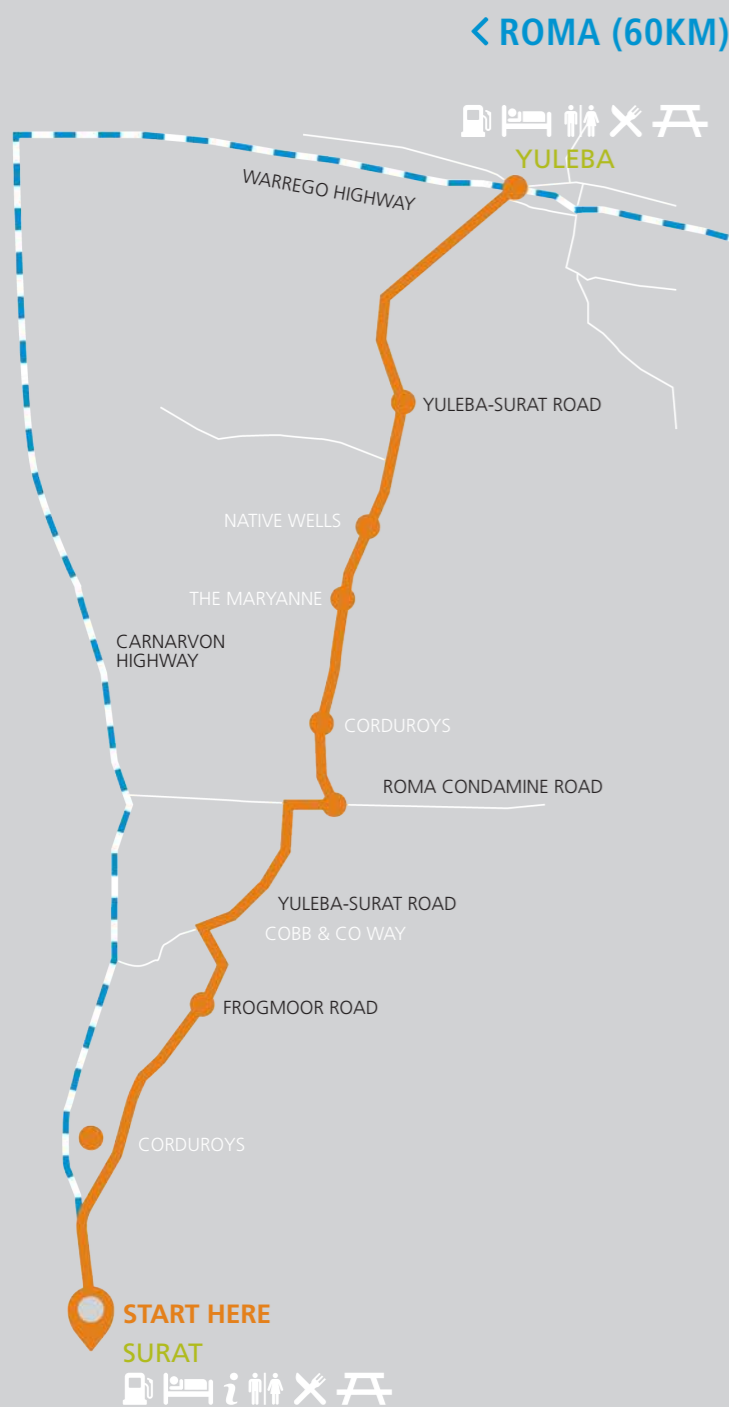 < ROMA (60KM)
YULEBA
WARREGO HIGHWAY
YULEBA-SURAT ROAD
NATIVE WELLS
THE MARYANNE
CARNARVON
HIGHWAY
CORDUROYS
ROMA CONDAMINE ROAD
YULEBA-SURAT ROAD
COBB & CO WAY
FROGMOOR ROAD
CORDUROYS
START HERE
SURAT